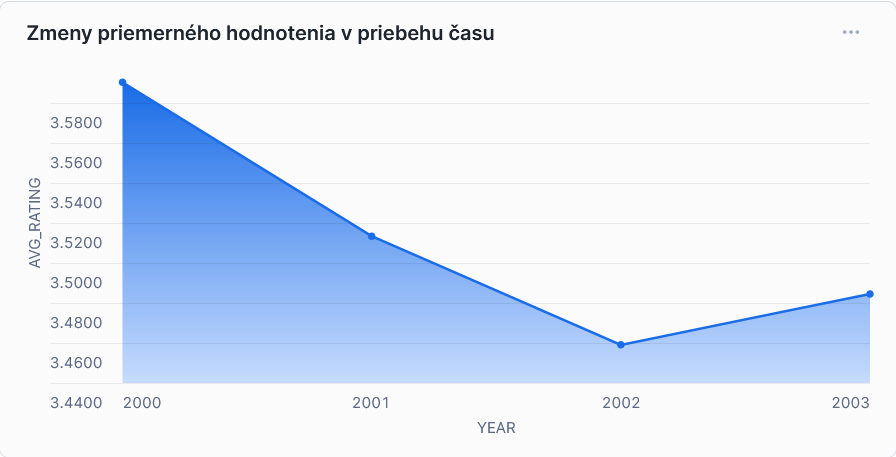 Zmeny priemerného hodnotenia v priebehu času
AVG_RATING
3.5800
3.5600
3.5400
3.5200
3.5000
3.4800
3.4600
3.4400
2000 2001 2002 2003
YEAR